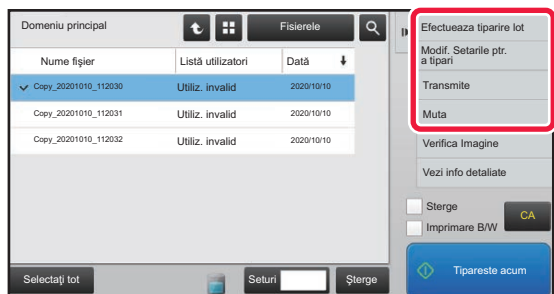 Domeniu principal
Fisierele
Nume fişier
Listă utilizatori
Dată
Copy_20201010_112030
Utiliz. invalid
2020/10/10
Copy_20201010_112031
Utiliz. invalid
2020/10/10
Copy_20201010_112032
Utiliz. invalid
2020/10/10
Selectaţi tot
Seturi
Şterge
Efectueaza tiparire lot
Modif. Setarile ptr.
a tipari
Transmite
Muta
Verifica Imagine
Vezi info detaliate
Sterge
Imprimare B/W
CA
Tipareste acum